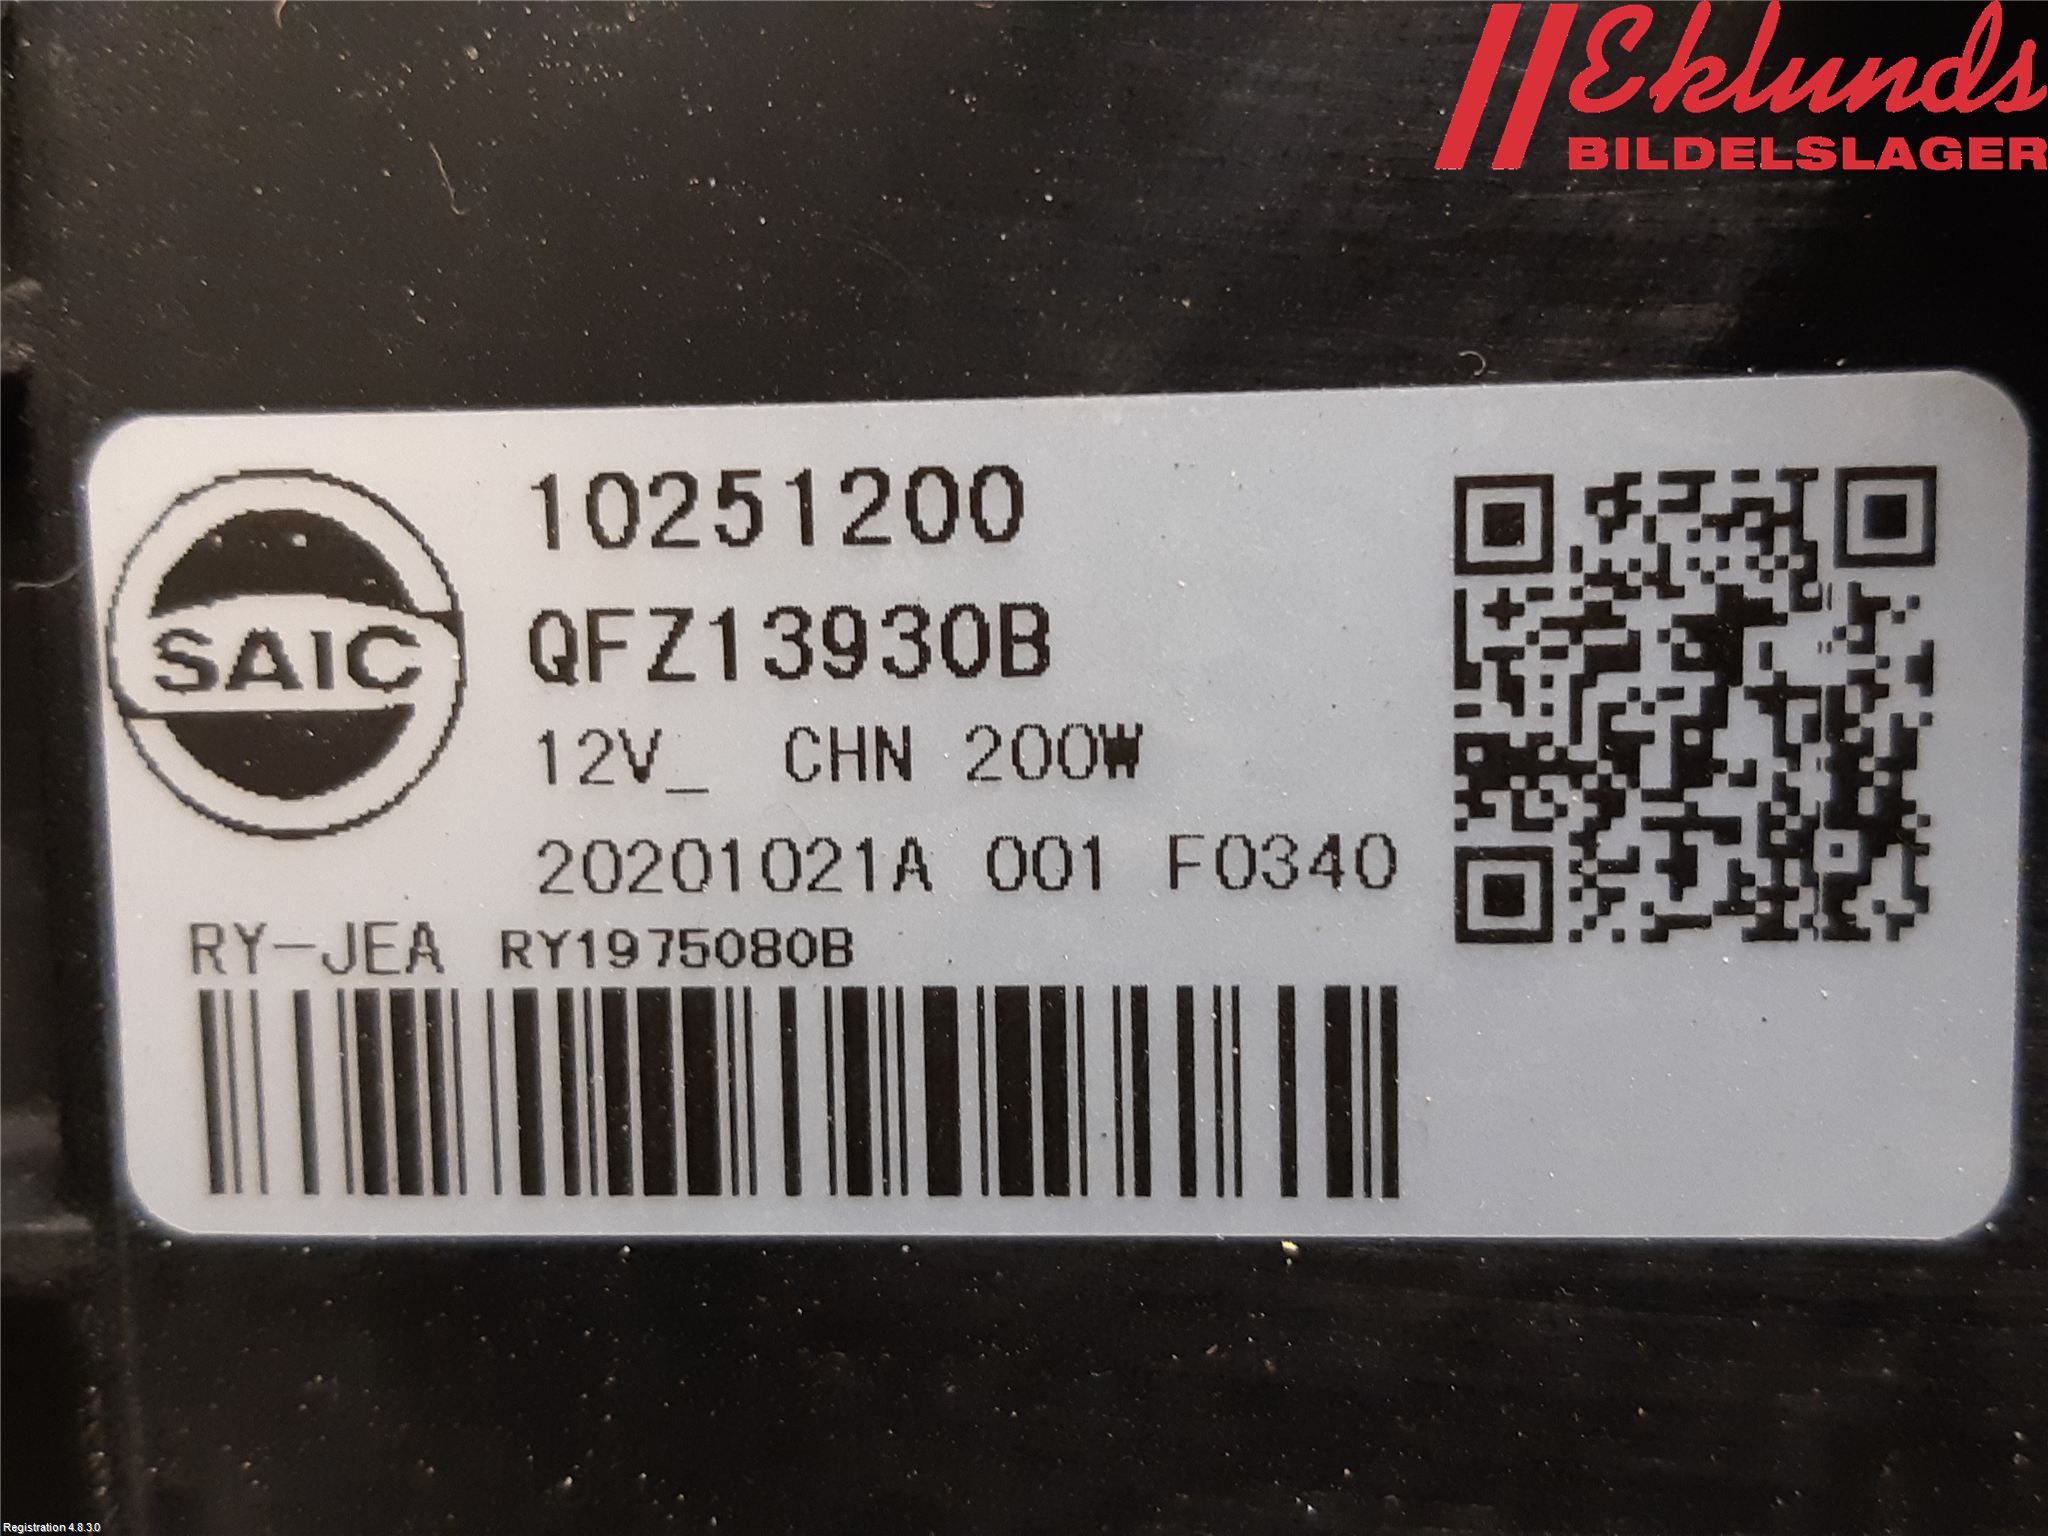 Eklunds
BILDELSLAGER
SAIC
10251200
QFZ13930B
12V_ CHN 200W
20201021A 001 F0340
RY-JEA RY1975080B
Registration 4.8.3.0